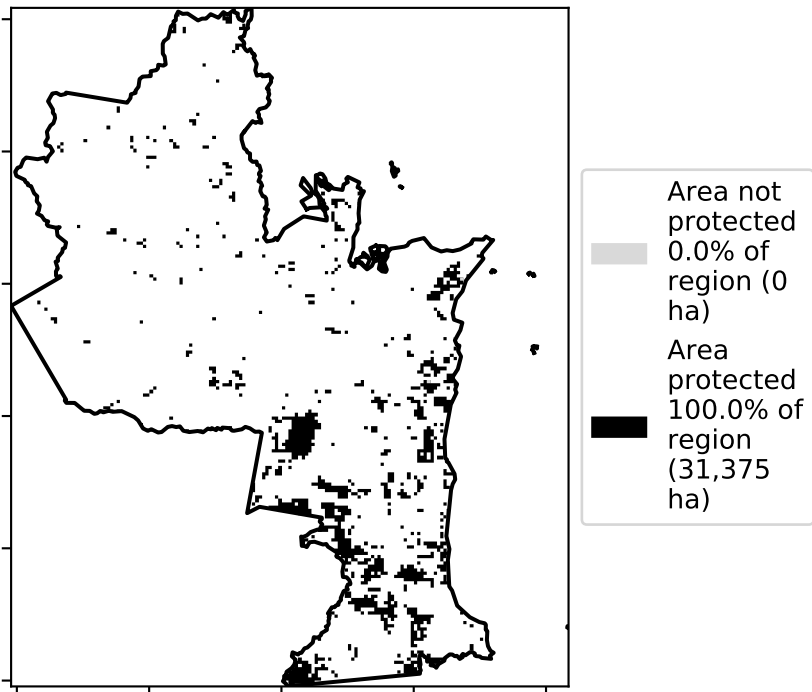 Area not
protected
0.0% of
region (0
ha)
Area
protected
100.0% of
region
(31,375
ha)